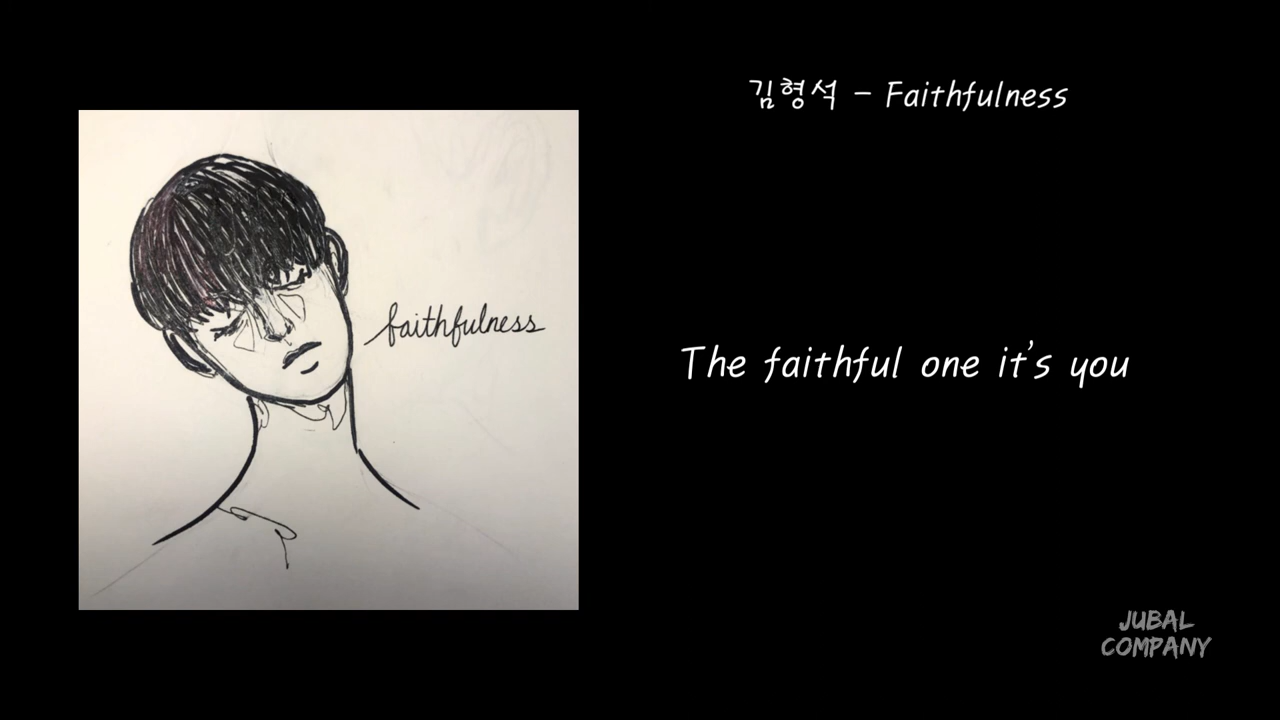 김형석 - Faithfulness
faithfulness
The faithful one it's you
JUBAL
COMPANY